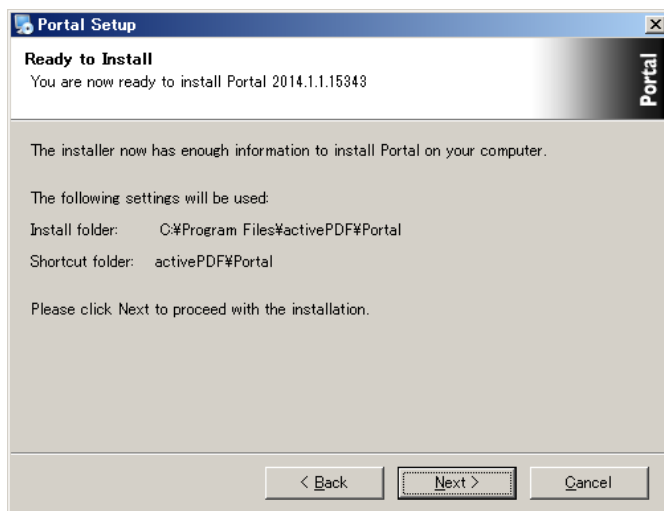 Portal Setup
Ready to Install
You are now ready to install Portal 2014.1.1.15343
Portal
The installer now has enough information to install Portal on your computer.
The following settings will be used:
Install folder: C:¥Program Files¥activePDF¥Portal
Shortcut folder: activePDF¥Portal
Please click Next to proceed with the installation.
< Back Next > Cancel